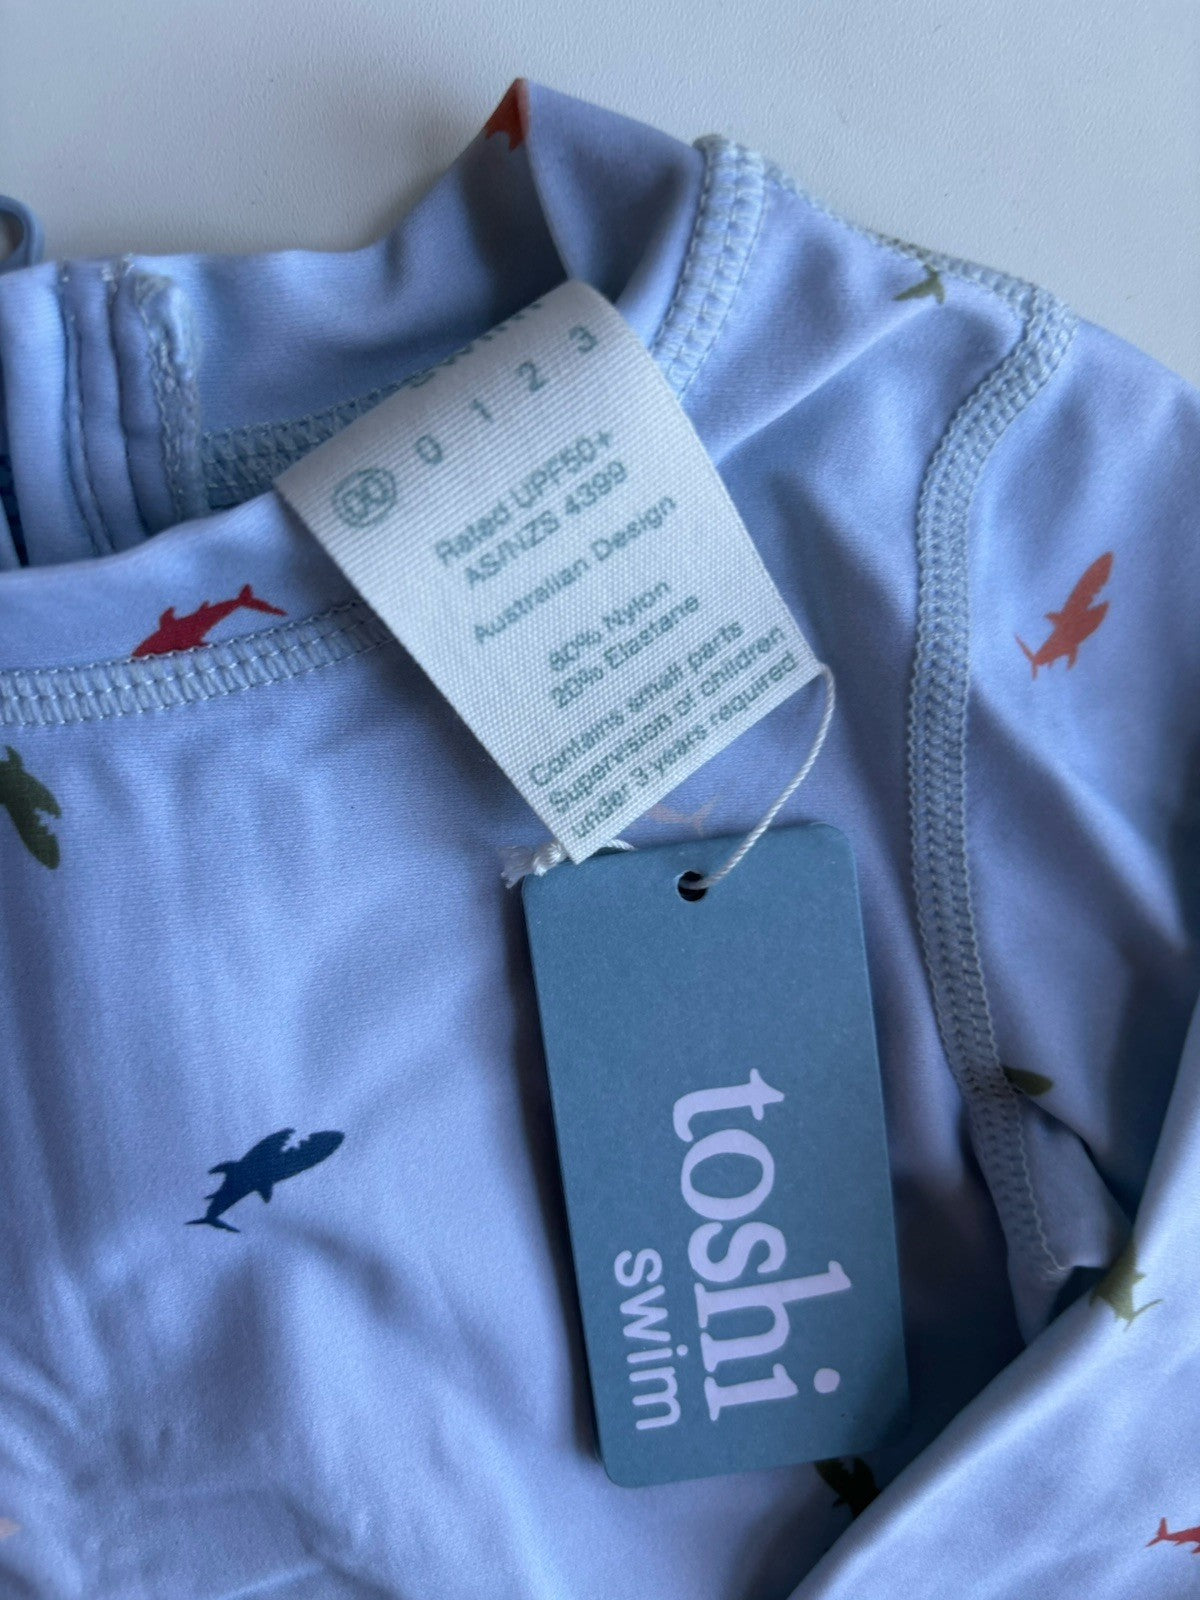 00 0 1 2 3
Rated UPF50+
AS/NZS 4399
Australian Design
80% Nylon
20% Elastane
Contains small parts
Supervision of children
under 3 years required
toshi
swim